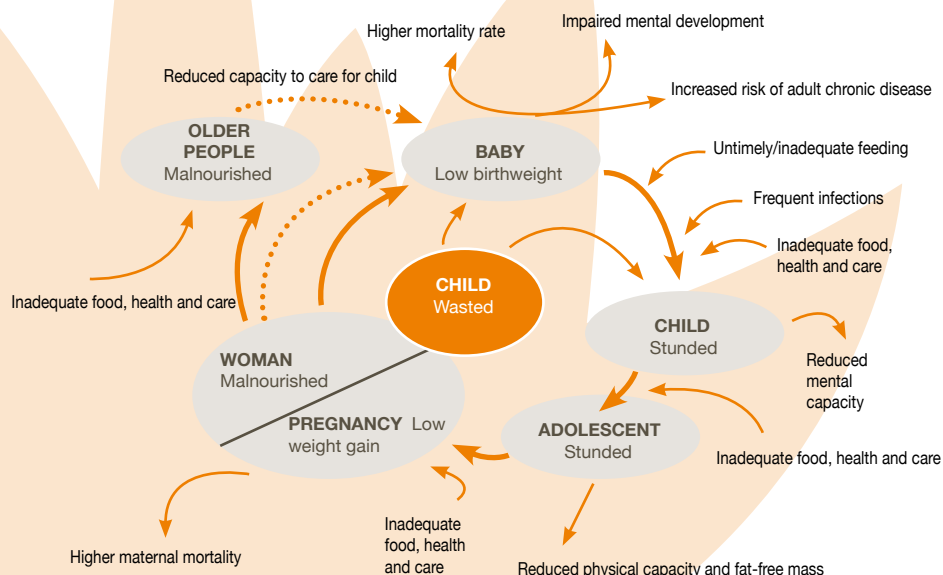 Higher mortality rate
Impaired mental development
Reduced capacity to care for child
Increased risk of adult chronic disease
OLDER
PEOPLE
Malnourished
BABY
Low birthweight
Untimely/inadequate feeding
Frequent infections
Inadequate food,
health and care
Inadequate food, health and care
CHILD
Wasted
CHILD
Stunded
Reduced
mental
capacity
WOMAN
Malnourished
PREGNANCY Low
weight gain
ADOLESCENT
Stunded
Inadequate food, health and care
Inadequate
food, health
and care
Higher maternal mortality
Reduced physical capacity and fat-free mass